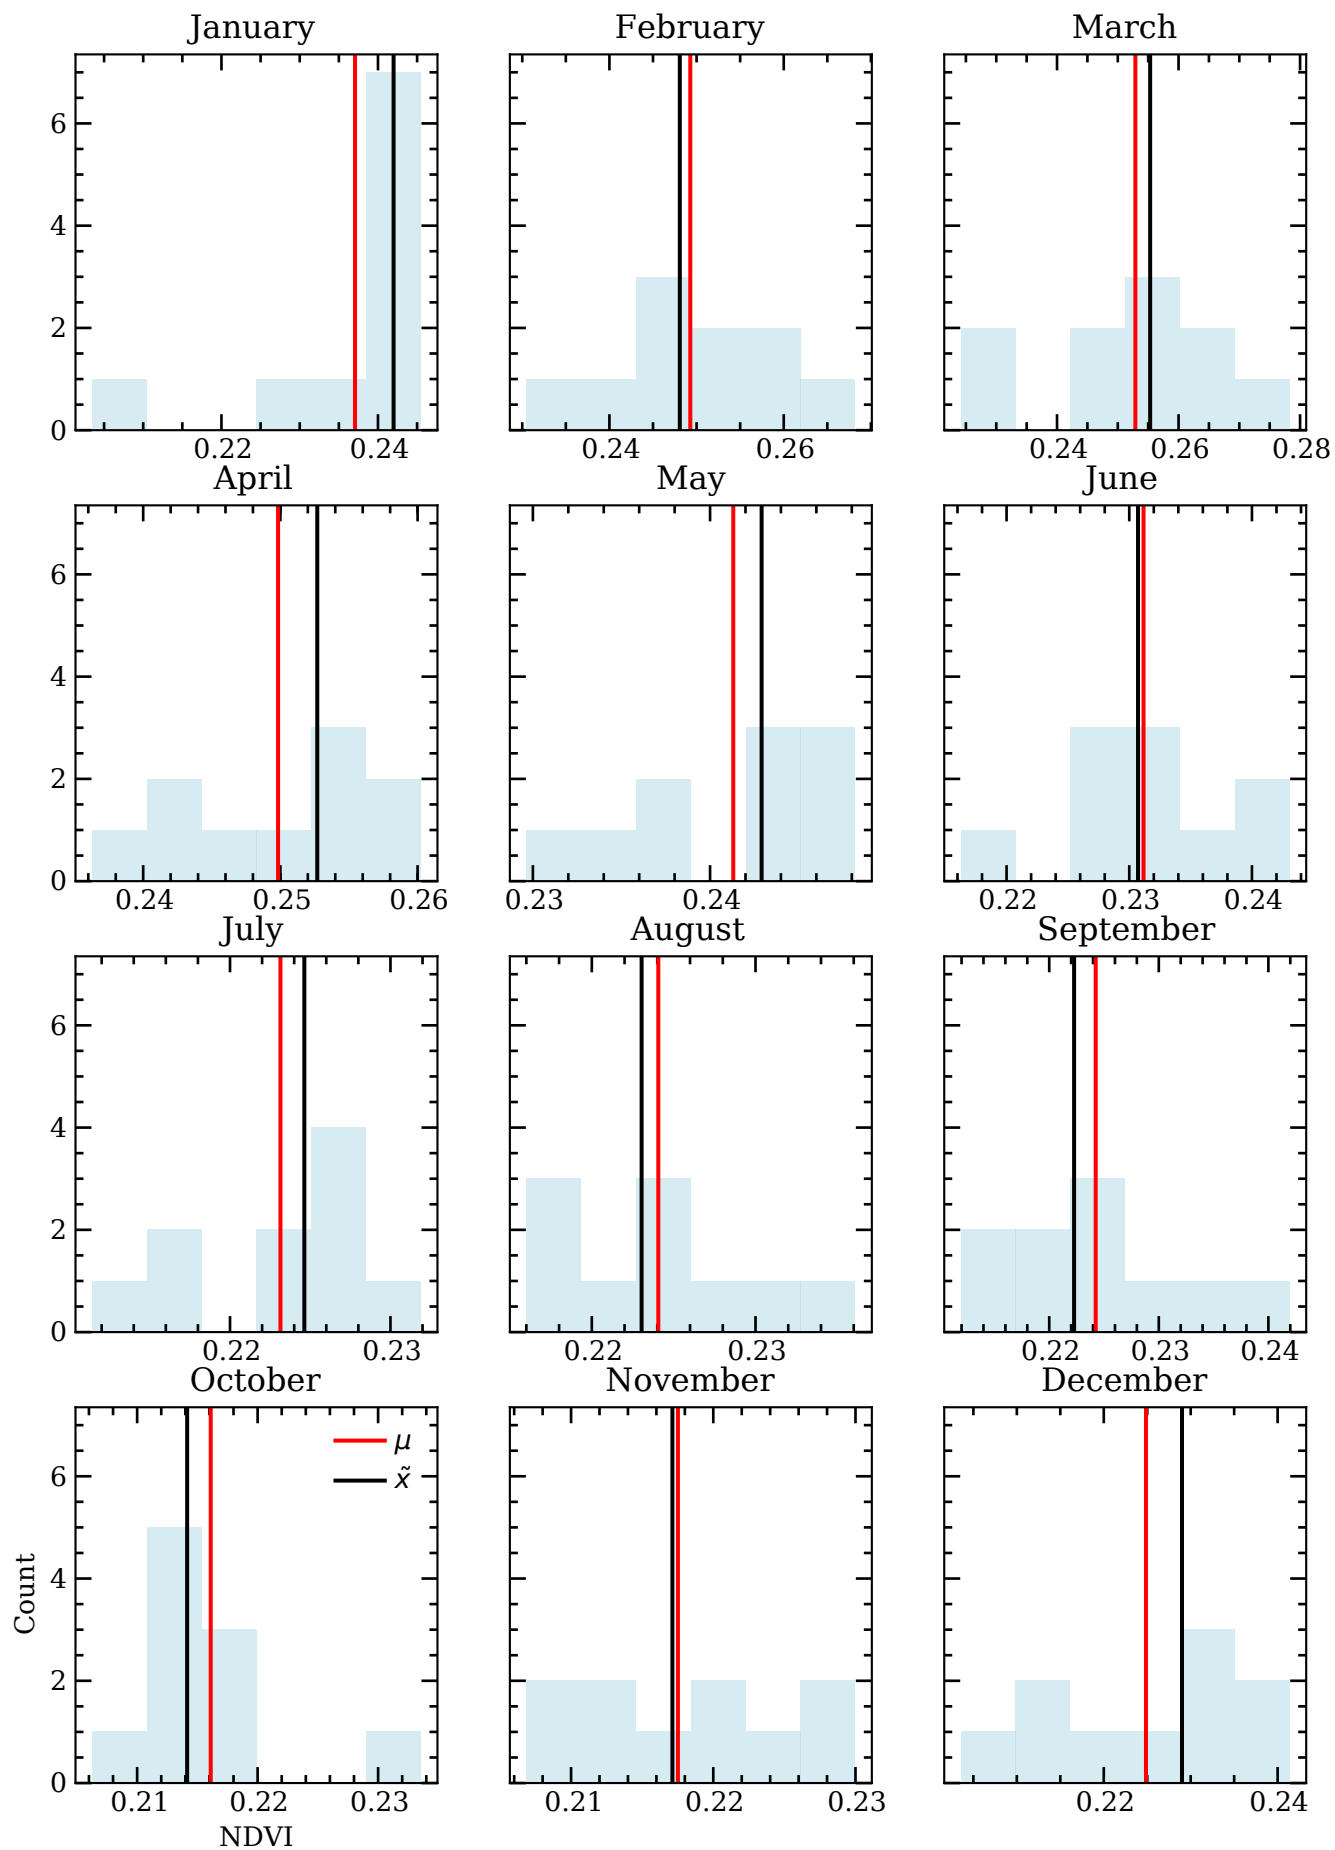 January February March
6
4
2
0
0.22 0.24 0.24 0.26 0.24 0.26 0.28
April May June
6
4
2
0
0.24 0.25 0.26 0.23 0.24 0.22 0.23 0.24
July August September
6
4
2
0
0.22 0.23 0.22 0.23 0.22 0.23 0.24
October November December
μ
6
x̃
4
Count
2
0
0.21 0.22 0.23 0.21 0.22 0.23 0.22 0.24
NDVI